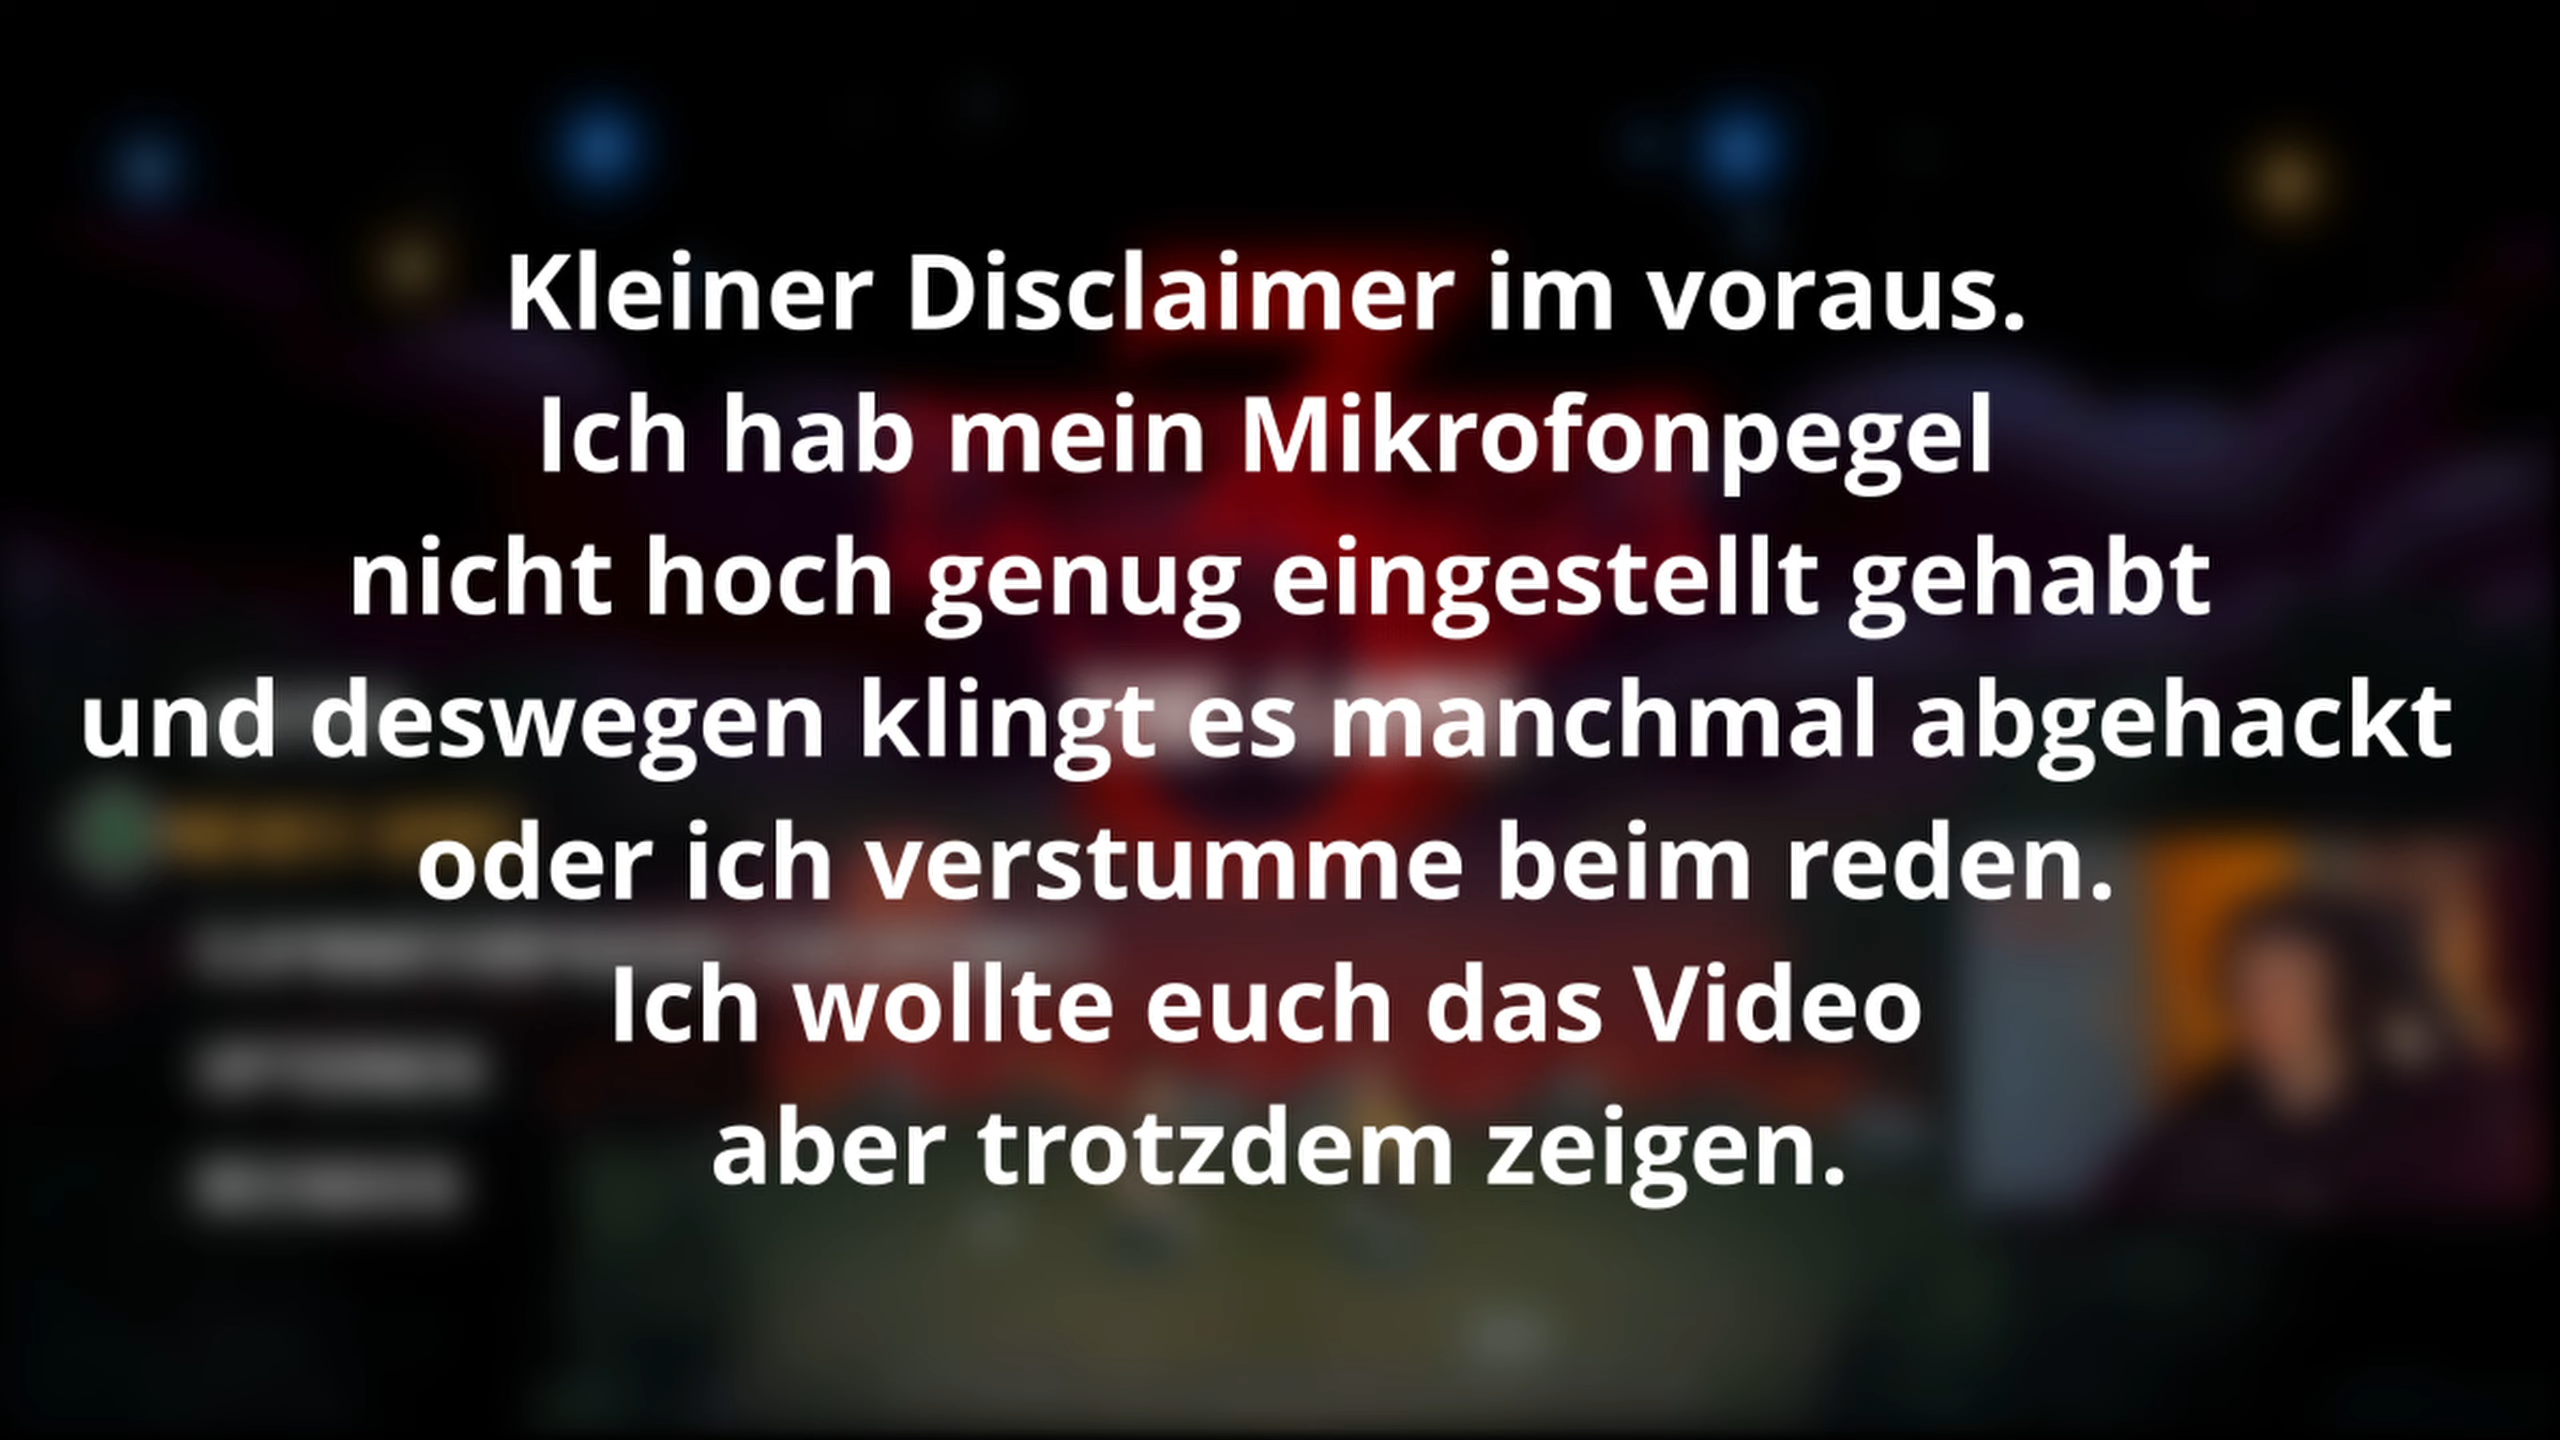 Kleiner Disclaimer im voraus.
Ich hab mein Mikrofonpegel
nicht hoch genug eingestellt gehabt
und deswegen klingt es manchmal abgehackt
oder ich verstumme beim reden.
Ich wollte euch das Video
aber trotzdem zeigen.